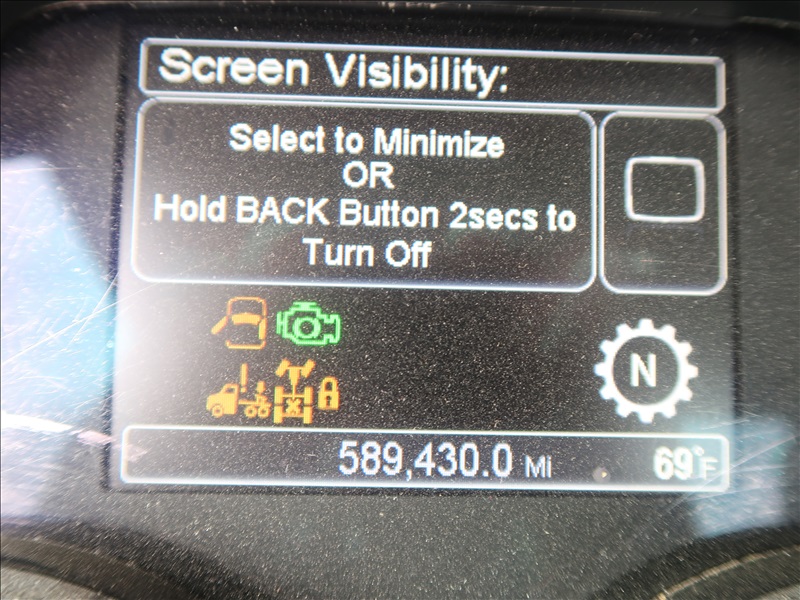 Screen Visibility:
Select to Minimize
OR
Hold BACK Button 2secs to
Turn Off
N
589,430.0 Mi
69°F